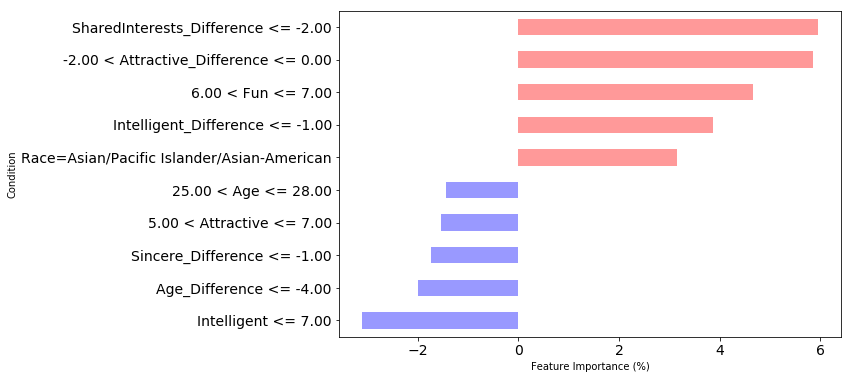 SharedInterests_Difference <= -2.00
-2.00 < Attractive_Difference <= 0.00
6.00 < Fun <= 7.00
Intelligent_Difference <= -1.00
Race=Asian/Pacific Islander/Asian-American
25.00 < Age <= 28.00
5.00 < Attractive <= 7.00
Sincere_Difference <= -1.00
Age_Difference <= -4.00
Intelligent <= 7.00
Condition
−2 0 2 4 6
Feature Importance (%)